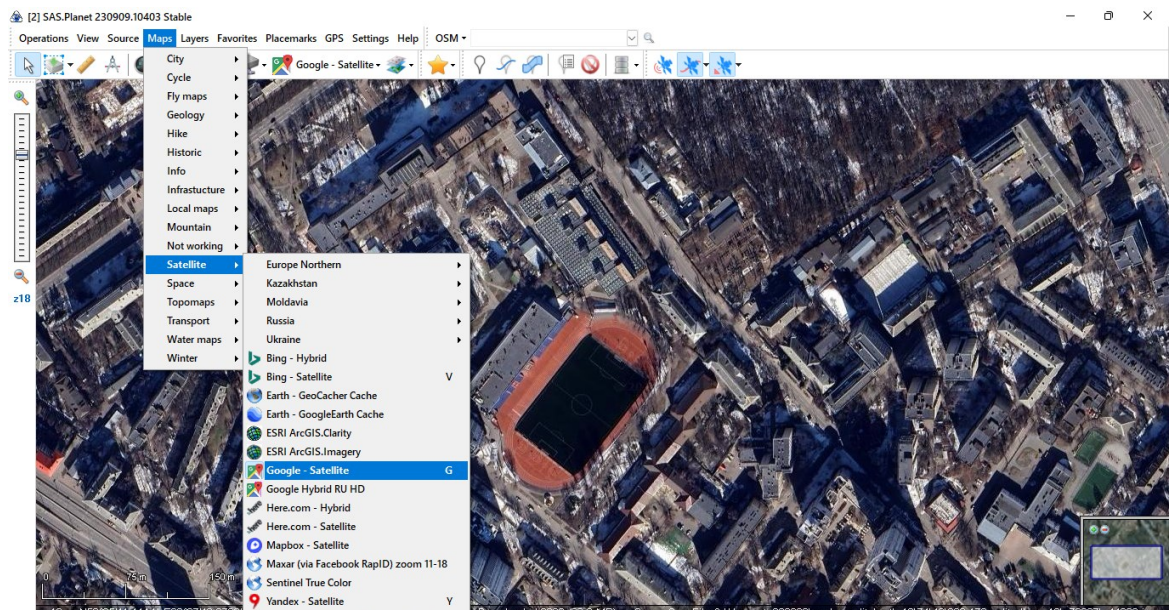 [2] SAS.Planet 230909.10403 Stable
Operations View Source Maps Layers Favorites Placemarks GPS Settings Help OSM
Google - Satellite
City
Cycle
Fly maps
Geology
Hike
Historic
Info
Infrastucture
Local maps
Mountain
Not working
Satellite
Space
Topomaps
Transport
Water maps
Winter
Europe Northern
Kazakhstan
Moldavia
Russia
Ukraine
Bing - Hybrid
Bing - Satellite V
Earth - GeoCacher Cache
Earth - GoogleEarth Cache
ESRI ArcGIS.Clarity
ESRI ArcGIS.Imagery
Google - Satellite G
Google Hybrid RU HD
Here.com - Hybrid
Here.com - Satellite
Mapbox - Satellite
Maxar (via Facebook RapID) zoom 11-18
Sentinel True Color
Yandex - Satellite Y
z18
0 75 m 150 m